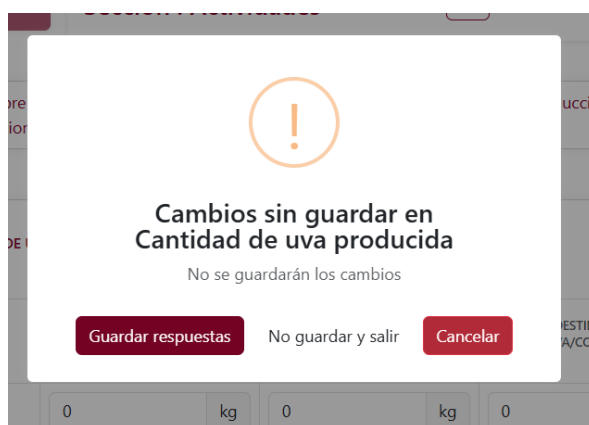 Cambios sin guardar en
Cantidad de uva producida
No se guardarán los cambios
Guardar respuestas No guardar y salir Cancelar
0 kg 0 kg 0